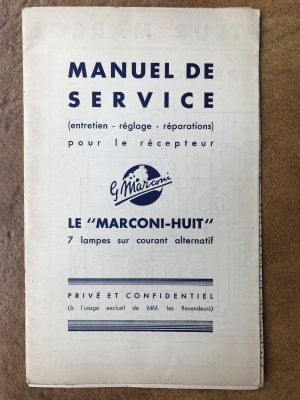 MANUEL DE
SERVICE
(entretien - réglage - réparations)
pour le récepteur
G Marconi
LE "MARCONI-HUIT"
7 lampes sur courant alternatif
PRIVÉ ET CONFIDENTIEL
(à l'usage exclusif de MM. les Revendeurs)